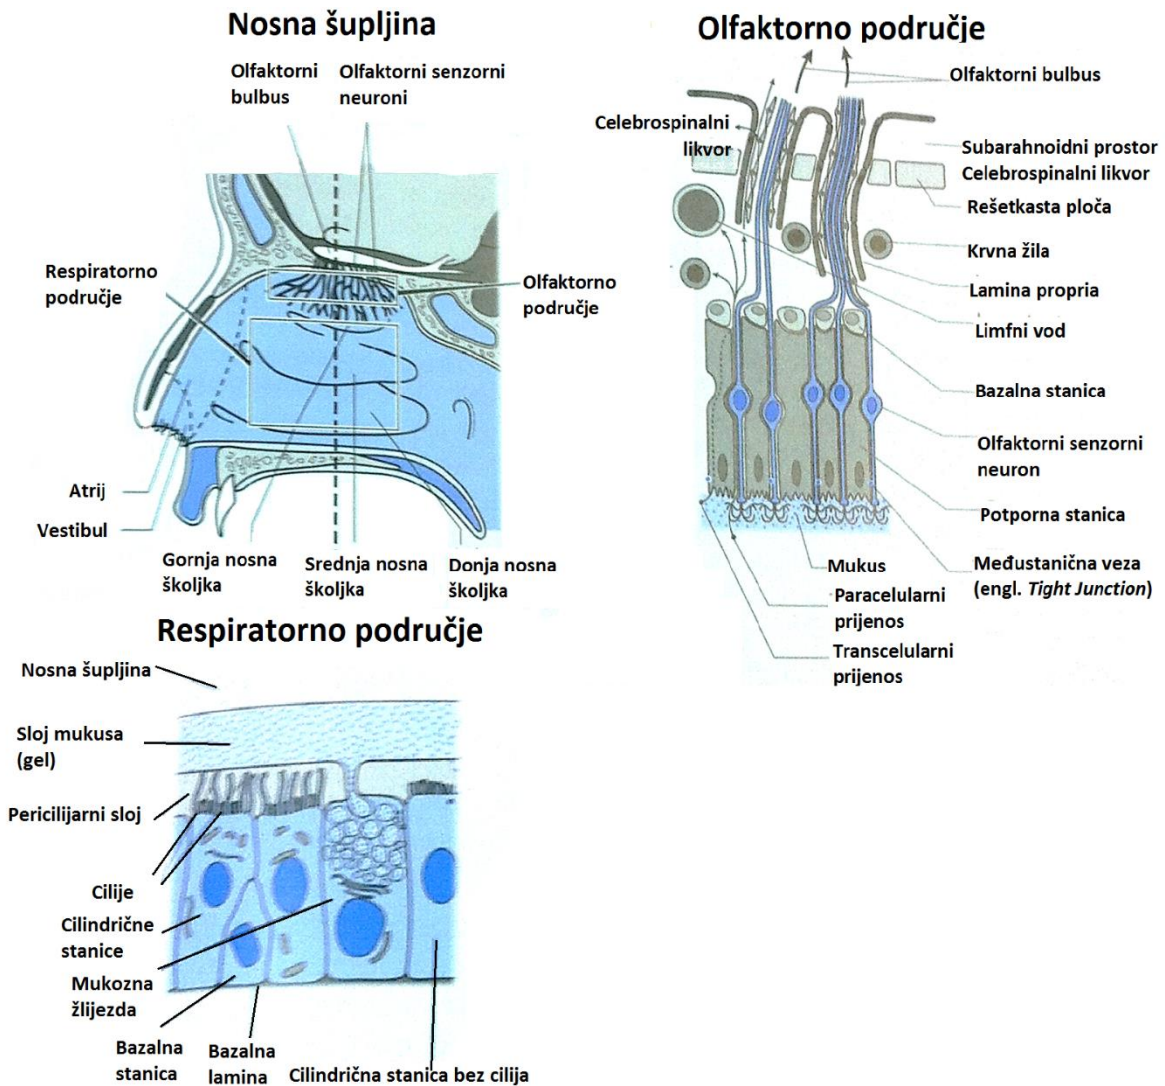 Nosna šupljina
Olfaktorni
bulbus
Olfaktorni senzorni
neuroni
Respiratorno
područje
Olfaktorno
područje
Atrij
Vestibul
Gornja nosna
školjka
Srednja nosna
školjka
Donja nosna
školjka
Olfaktorno područje
Olfaktorni bulbus
Celebrospinalni
likvor
Subarahnoidni prostor
Celebrospinalni likvor
Rešetkasta ploča
Krvna žila
Lamina propria
Limfni vod
Bazalna stanica
Olfaktorni senzorni
neuron
Potporna stanica
Međustanična veza
(engl. Tight Junction)
Mukus
Paracelularni
prijenos
Transcelularni
prijenos
Respiratorno područje
Nosna šupljina
Sloj mukusa
(gel)
Pericilijarni sloj
Cilije
Cilindrične
stanice
Mukozna
žlijezda
Bazalna
stanica
Bazalna
lamina
Cilindrična stanica bez cilija